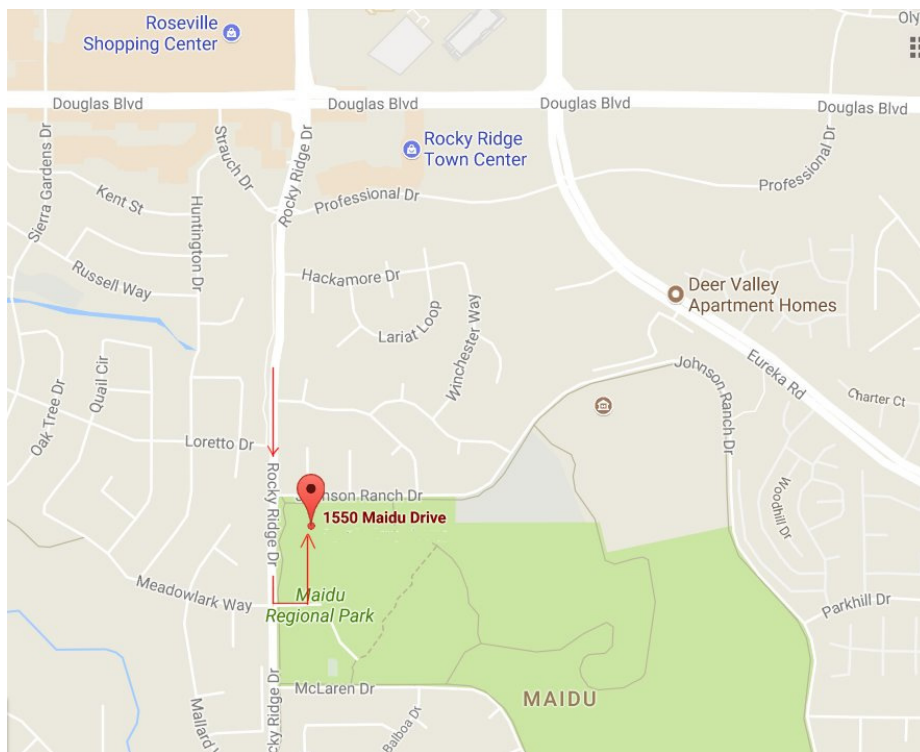 Roseville
Shopping Center
Oly
Douglas Blvd
Douglas Blvd
Douglas Blvd
Douglas Blvd
Sierra Gardens Dr
Strauch Dr
Rocky Ridge Dr
Rocky Ridge
Town Center
Professional Dr
Professional Dr
Kent St
Huntington Dr
Russell Way
Hackamore Dr
Lariat Loop
Winchester Way
Deer Valley
Apartment Homes
Eureka Rd
Johnson Ranch Dr
Charter Ct
Oak Tree Dr
Quail Cir
Loretto Dr
Rocky Ridge Dr
Johnson Ranch Dr
1550 Maidu Drive
Woodhill Dr
Meadowlark Way
Maidu
Regional Park
Parkhill Dr
McLaren Dr
MAIDU
Rocky Ridge Dr
Mallard
Balboa Dr